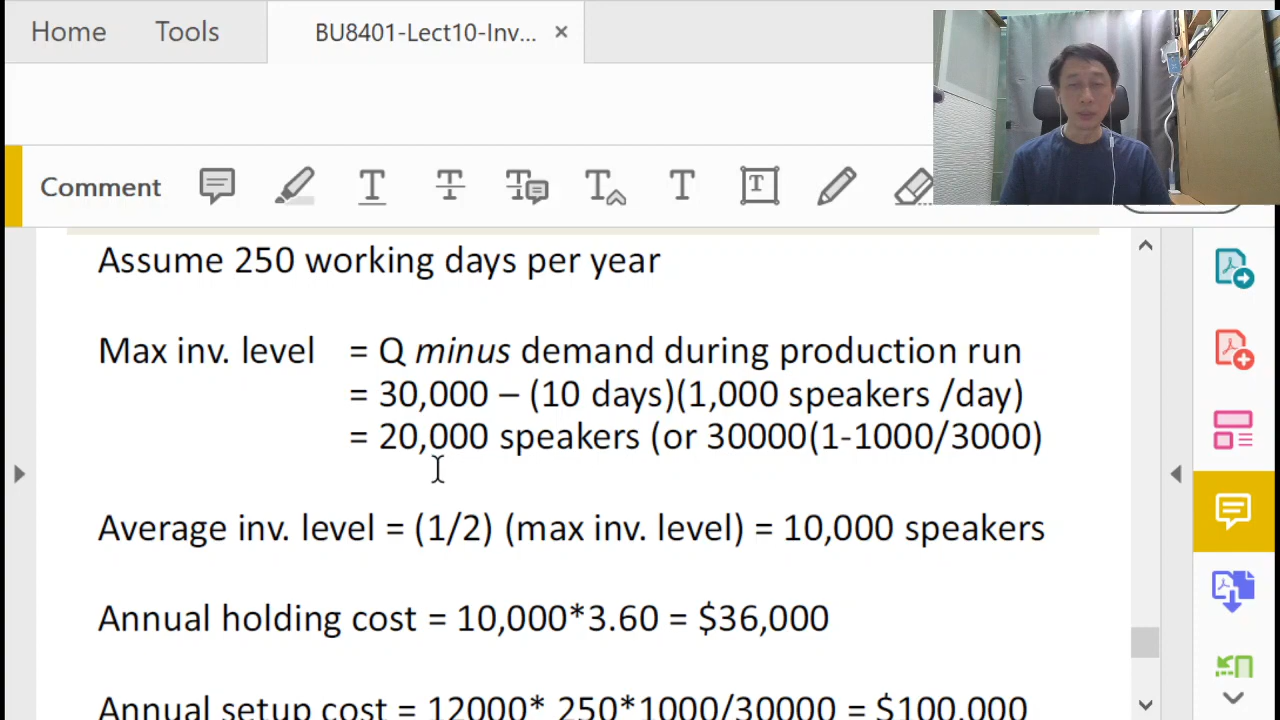 Home Tools BU8401-Lect10-Inv... ×
Comment
Assume 250 working days per year
Max inv. level = Q minus demand during production run
= 30,000 – (10 days)(1,000 speakers /day)
= 20,000 speakers (or 30000(1-1000/3000)
Average inv. level = (1/2) (max inv. level) = 10,000 speakers
Annual holding cost = 10,000*3.60 = $36,000
Annual setup cost = 12000* 250*1000/30000 = $100,000